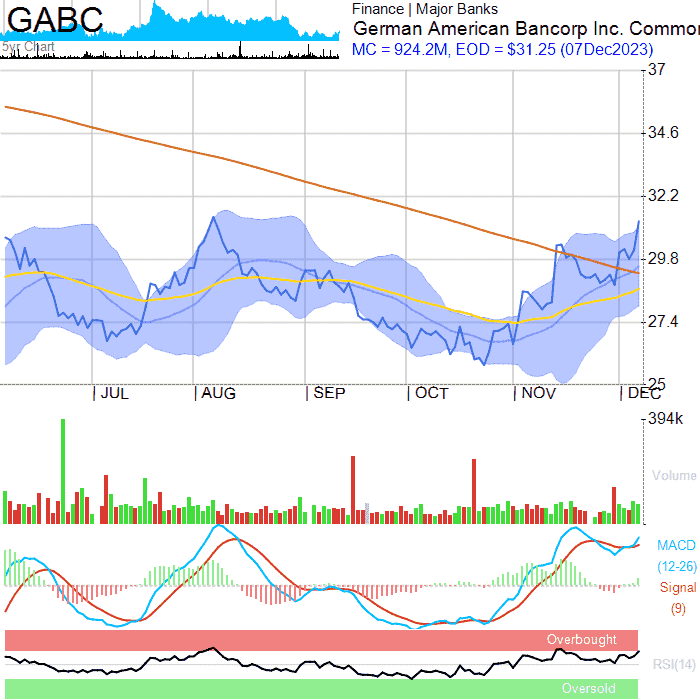 GABC
5yr Chart
Finance | Major Banks
German American Bancorp Inc. Common
MC = 924.2M, EOD = $31.25 (07Dec2023)
37
34.6
32.2
29.8
27.4
25
| JUL | AUG | SEP | OCT | NOV | DEC
394k
Volume
MACD
(12-26)
Signal
(9)
Overbought
RSI(14)
Oversold